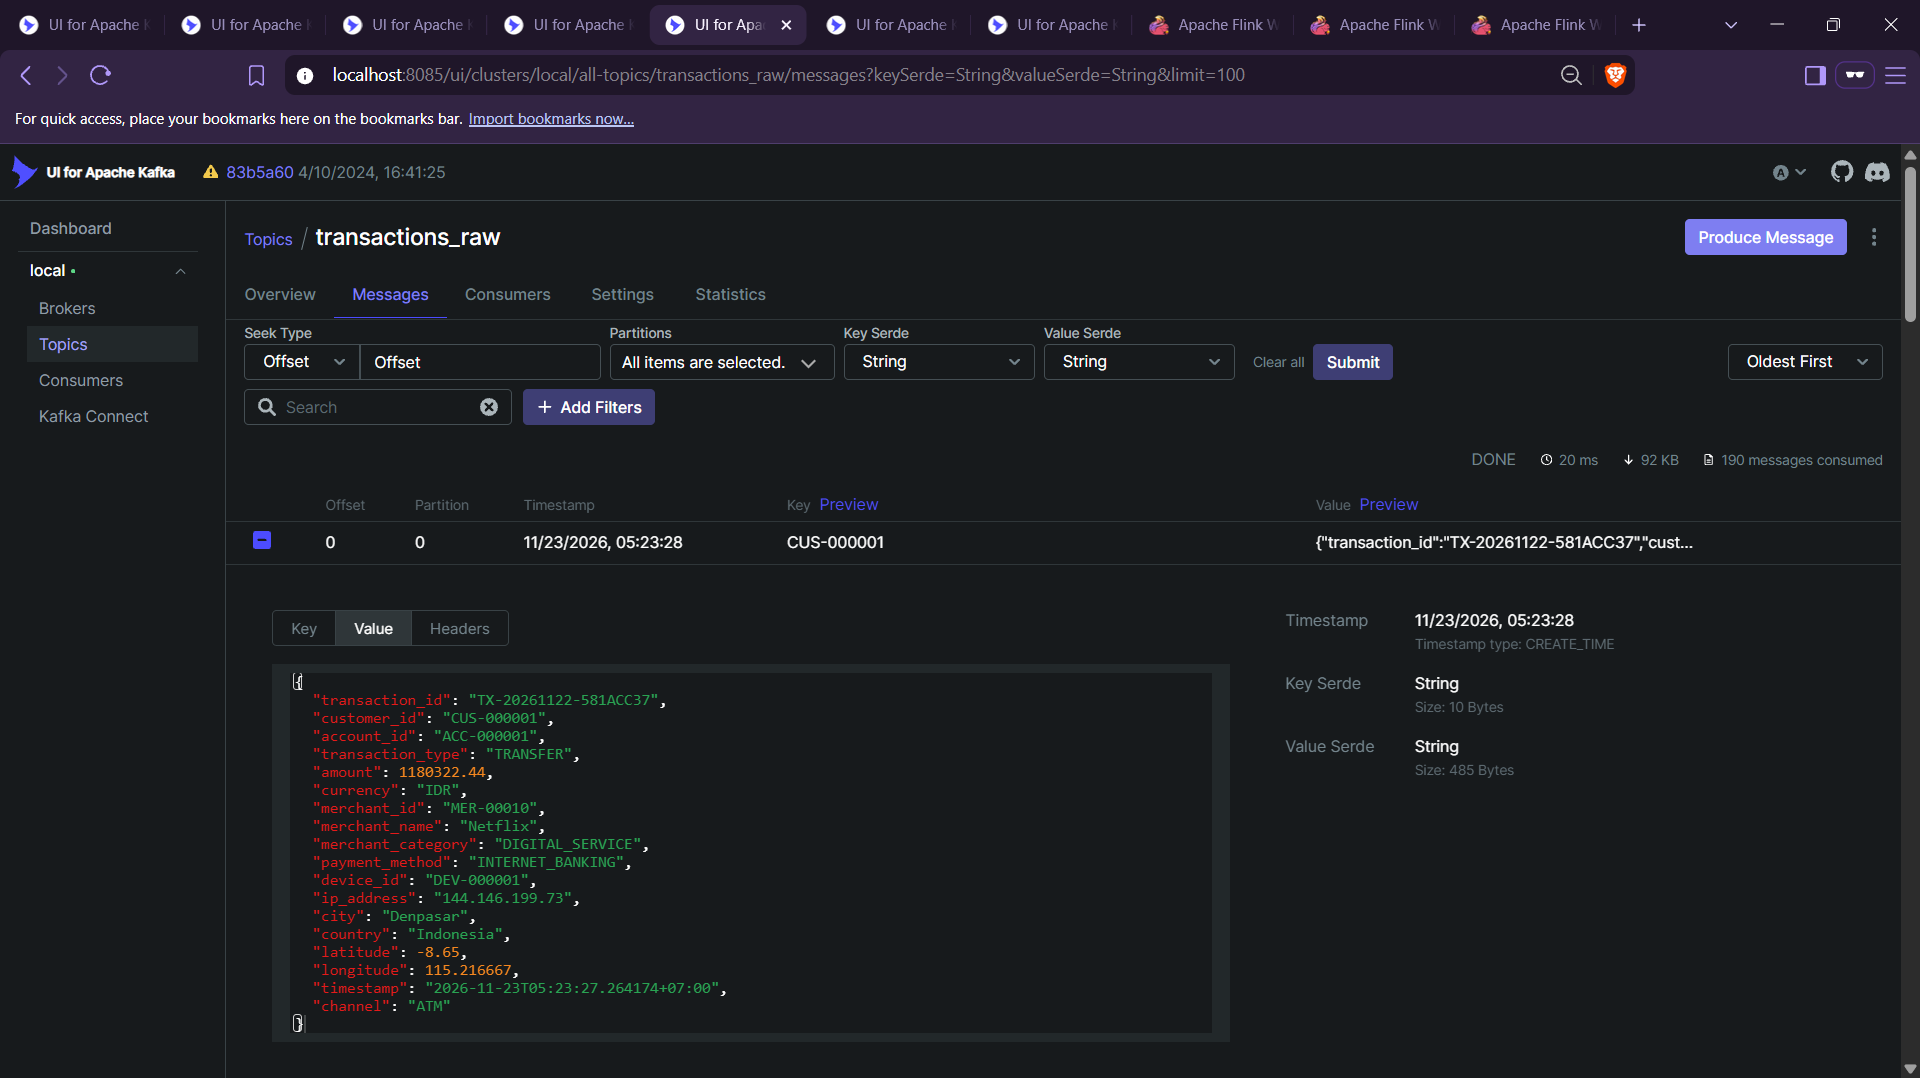 UI for Apache
UI for Apache
UI for Apache
UI for Apache
UI for Apa
UI for Apache
UI for Apache
Apache Flink W
Apache Flink W
Apache Flink W
localhost:8085/ui/clusters/local/all-topics/transactions_raw/messages?keySerde=String&valueSerde=String&limit=100
For quick access, place your bookmarks here on the bookmarks bar. Import bookmarks now...
UI for Apache Kafka 83b5a60 4/10/2024, 16:41:25
A
Dashboard
local
Brokers
Topics
Consumers
Kafka Connect
Topics / transactions_raw
Produce Message
Overview Messages Consumers Settings Statistics
Seek Type Partitions Key Serde Value Serde
Offset Offset All items are selected. String String Clear all Submit Oldest First
Search + Add Filters
DONE 20 ms 92 KB 190 messages consumed
Offset Partition Timestamp Key Preview Value Preview
0 0 11/23/2026, 05:23:28 CUS-000001 {"transaction_id":"TX-20261122-581ACC37","cust...
Key Value Headers
{
"transaction_id": "TX-20261122-581ACC37",
"customer_id": "CUS-000001",
"account_id": "ACC-000001",
"transaction_type": "TRANSFER",
"amount": 1180322.44,
"currency": "IDR",
"merchant_id": "MER-00010",
"merchant_name": "Netflix",
"merchant_category": "DIGITAL_SERVICE",
"payment_method": "INTERNET_BANKING",
"device_id": "DEV-000001",
"ip_address": "144.146.199.73",
"city": "Denpasar",
"country": "Indonesia",
"latitude": -8.65,
"longitude": 115.216667,
"timestamp": "2026-11-23T05:23:27.264174+07:00",
"channel": "ATM"
}
Timestamp 11/23/2026, 05:23:28
Timestamp type: CREATE_TIME
Key Serde String
Size: 10 Bytes
Value Serde String
Size: 485 Bytes